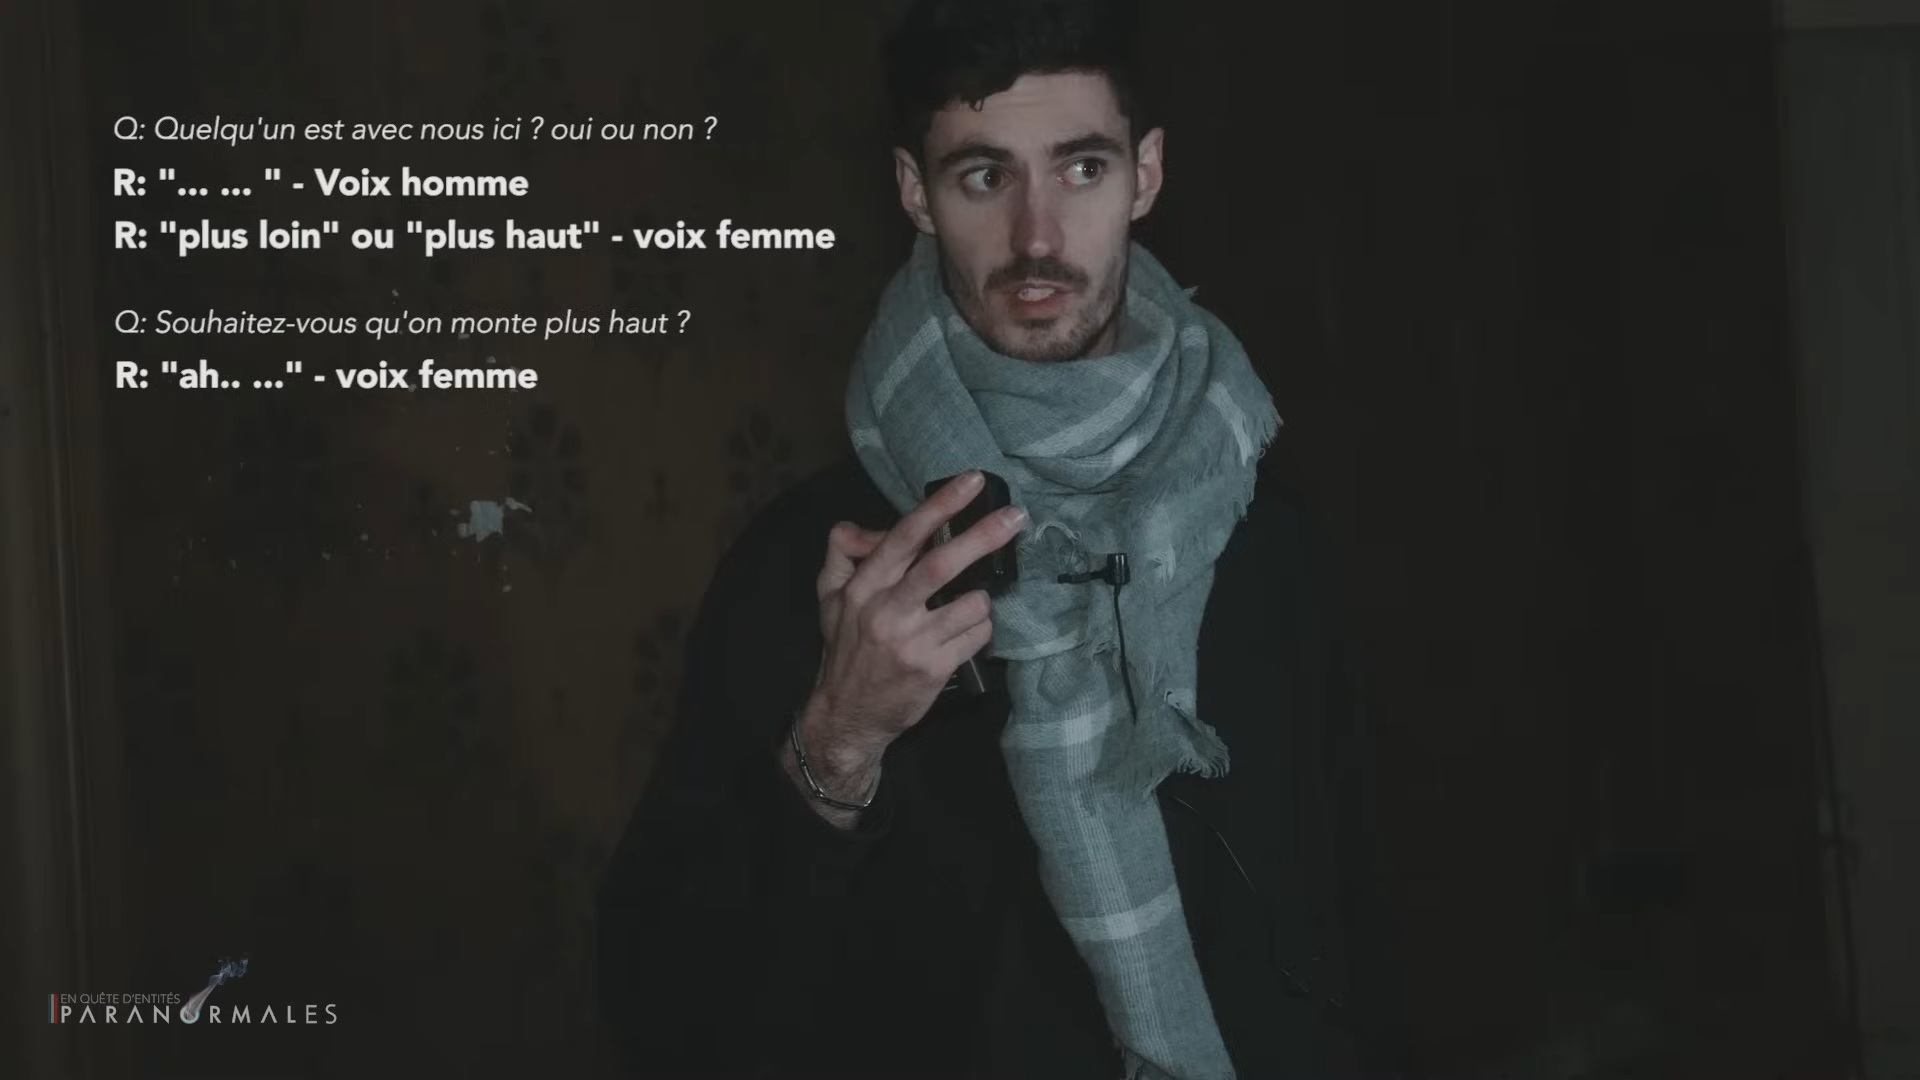 Q: Quelqu'un est avec nous ici ? oui ou non ?
R: "... ... " - Voix homme
R: "plus loin" ou "plus haut" - voix femme
Q: Souhaitez-vous qu'on monte plus haut ?
R: "ah.. ..." - voix femme
EN QUÊTE D'ENTITÉS
PARANORMALES